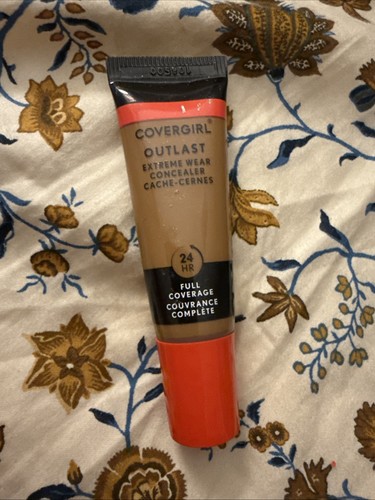 COVERGIRL®
OUTLAST
EXTREME WEAR
CONCEALER
CACHE-CERNES
24
HR
FULL
COVERAGE
COUVRANCE
COMPLÈTE